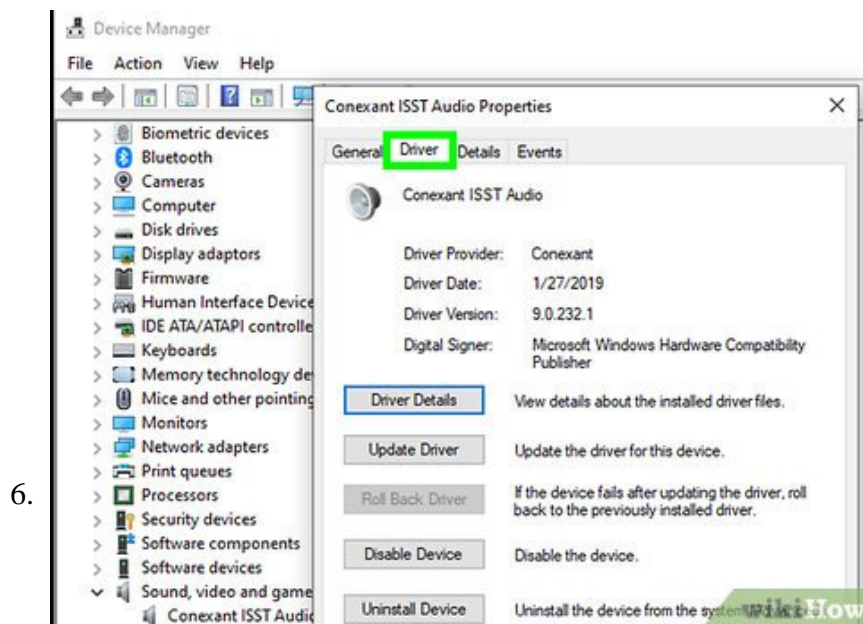 Device Manager
File Action View Help
Biometric devices
Bluetooth
Cameras
Computer
Disk drives
Display adaptors
Firmware
Human Interface Device
IDE ATA/ATAPI controlle
Keyboards
Memory technology de
Mice and other pointing
Monitors
Network adapters
Print queues
6.
Processors
Security devices
Software components
Software devices
Sound, video and game
Conexant ISST Audio
Conexant ISST Audio Properties
General Driver Details Events
Conexant ISST Audio
Driver Provider: Conexant
Driver Date: 1/27/2019
Driver Version: 9.0.232.1
Digital Signer: Microsoft Windows Hardware Compatibility
Publisher
Driver Details View details about the installed driver files.
Update Driver Update the driver for this device.
Roll Back Driver If the device fails after updating the driver, roll
back to the previously installed driver.
Disable Device Disable the device.
Uninstall Device Uninstall the device from the system
wikiHow